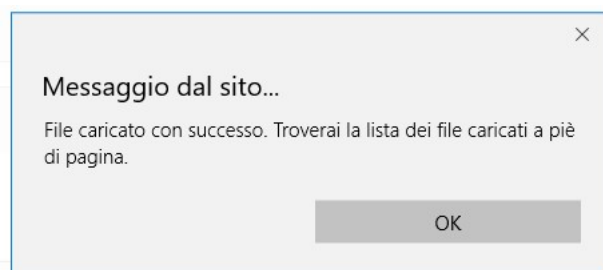 Messaggio dal sito...
File caricato con successo. Troverai la lista dei file caricati a piè
di pagina.
OK